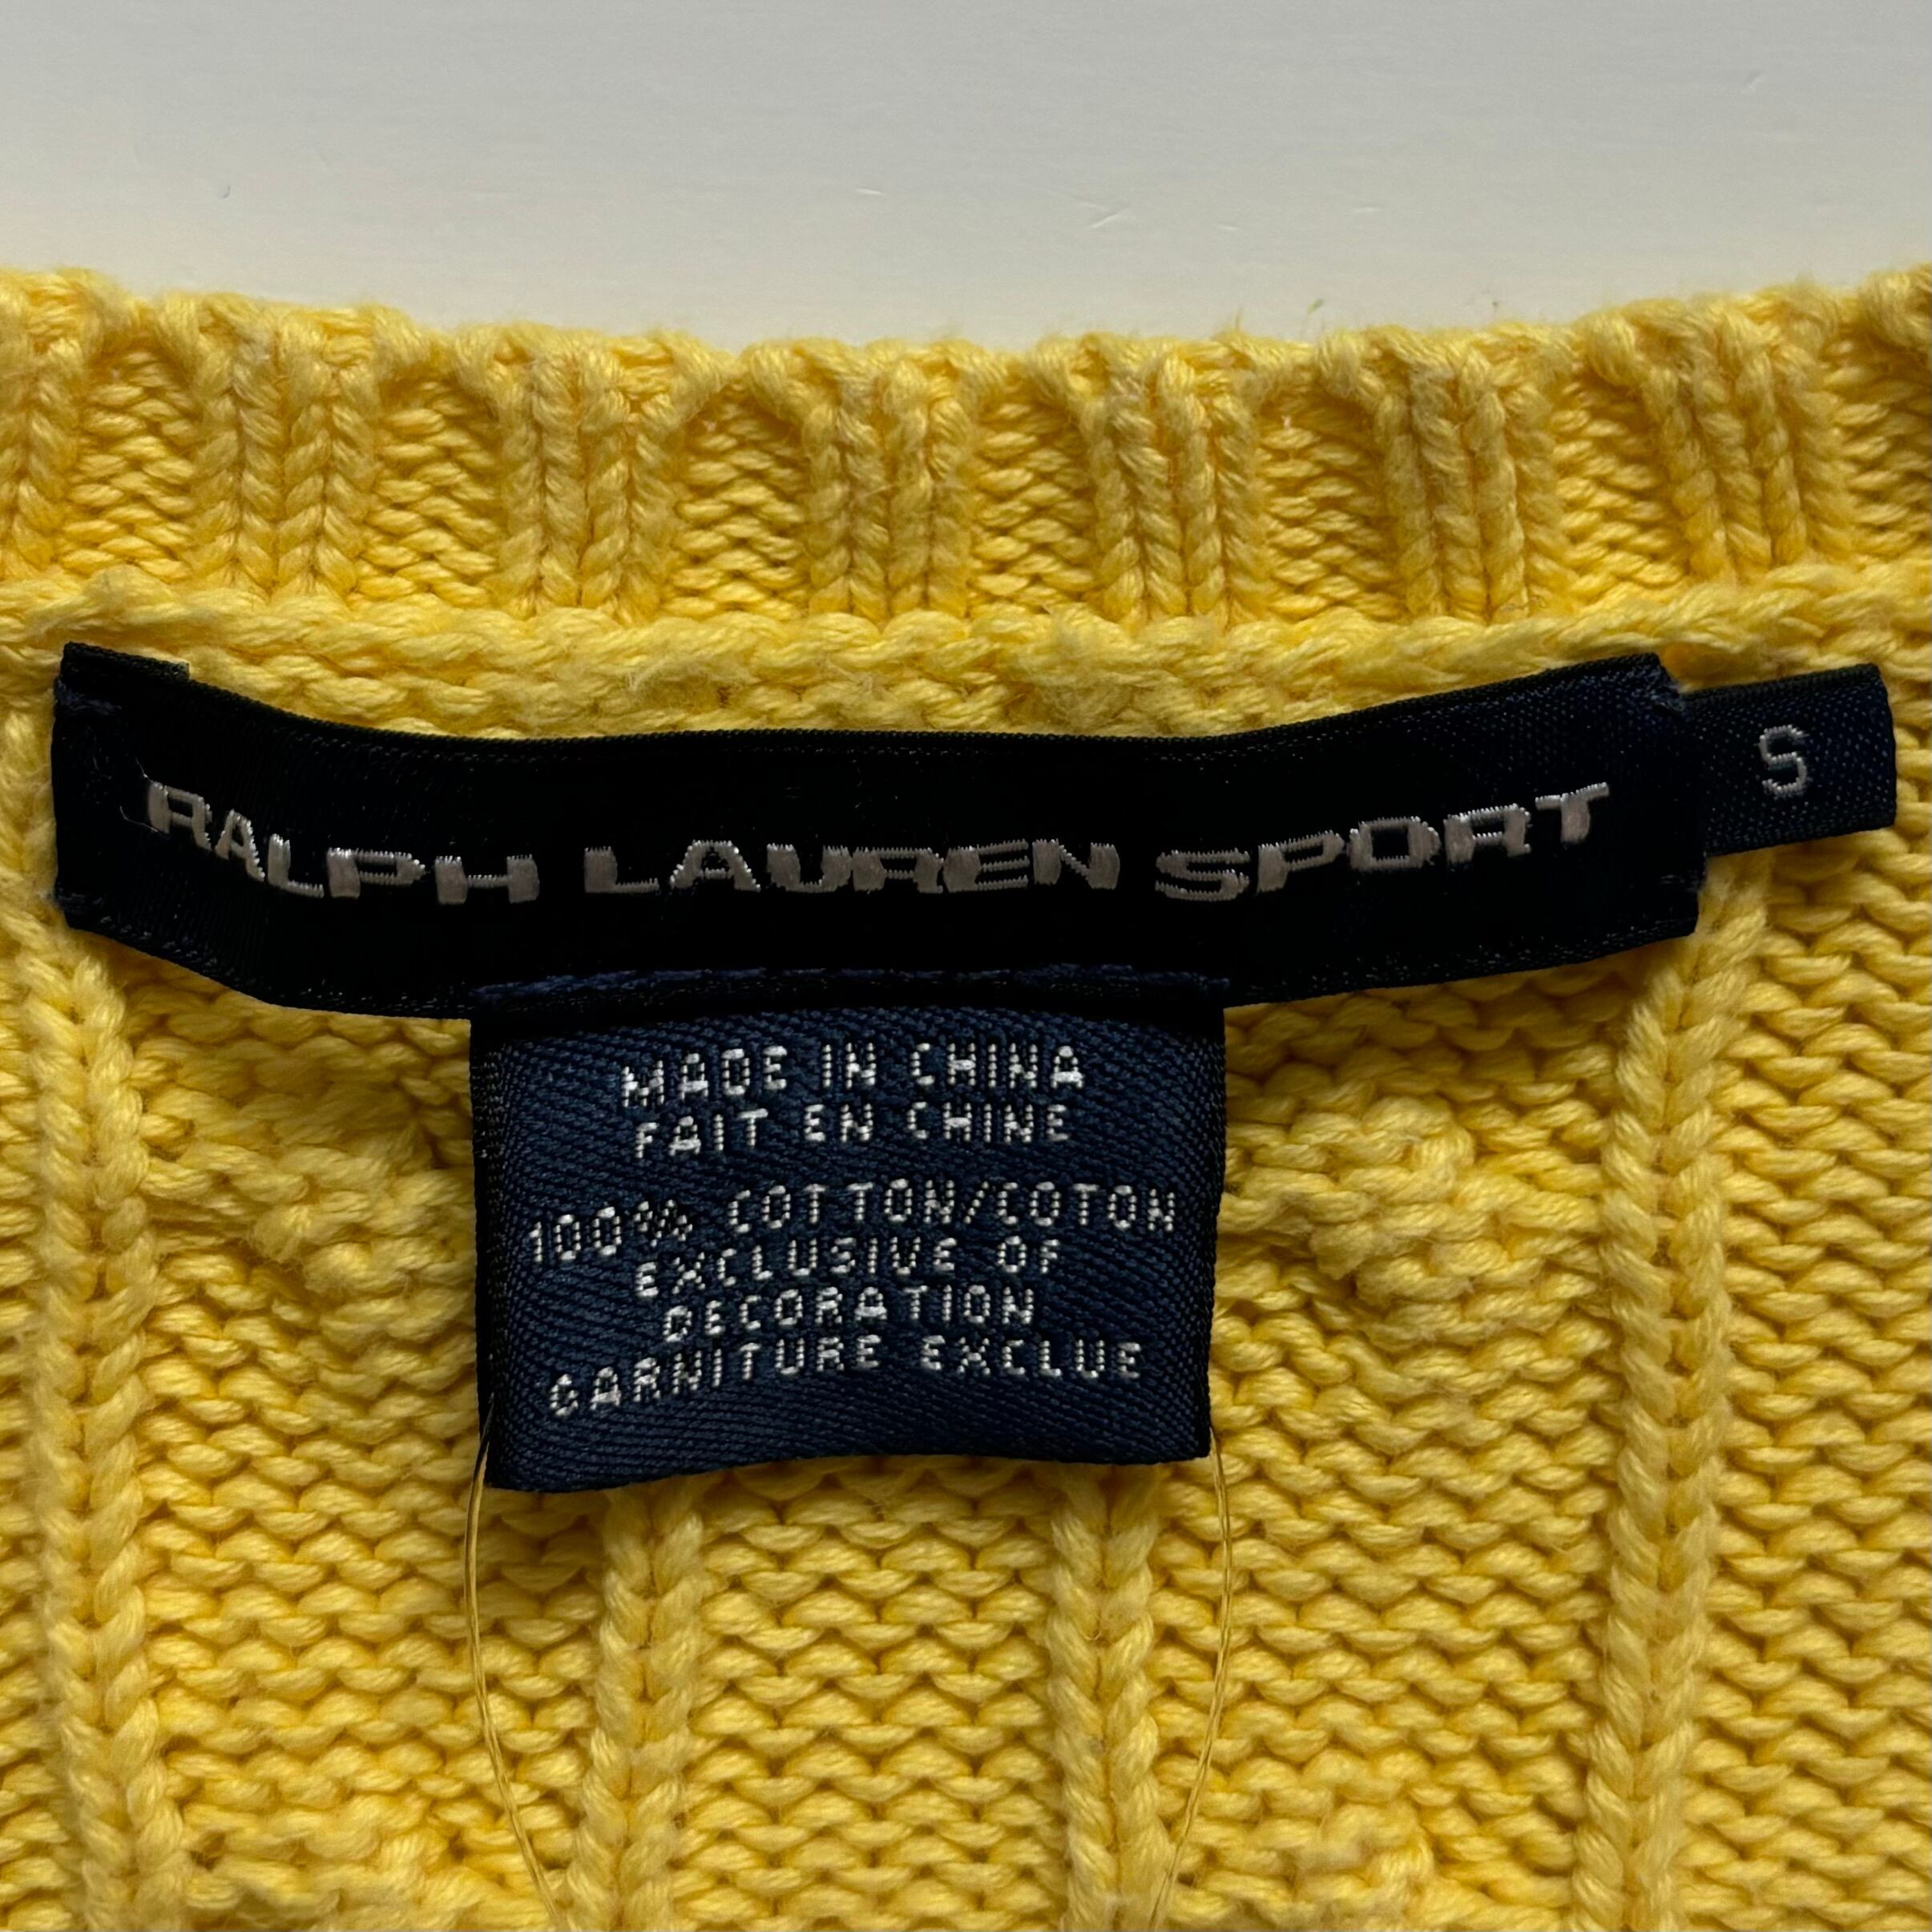 RALPH LAUREN SPORT
S
MADE IN CHINA
FAIT EN CHINE
100% COTTON/COTON
EXCLUSIVE OF
DECORATION
GARNITURE EXCLUE